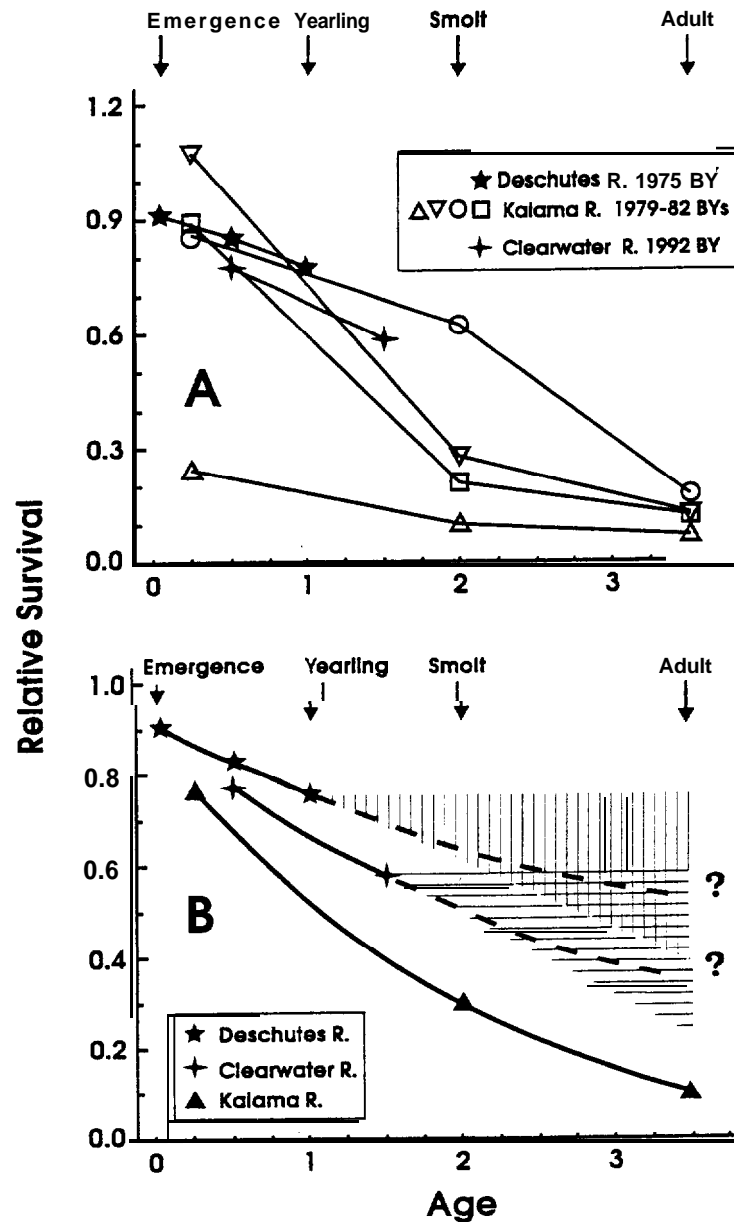 Emergence Yearling Smolt Adult
1.2
★ Deschutes R. 1975 BY
△▽○□ Kalama R. 1979-82 BYs
✦ Clearwater R. 1992 BY
0.9
0.6
A
0.3
0.0
0 1 2 3
Relative Survival
Emergence Yearling Smolt Adult
1.0
0.8
0.6
?
B
0.4
?
★ Deschutes R.
✦ Clearwater R.
▲ Kalama R.
0.2
0.0
0 1 2 3
Age